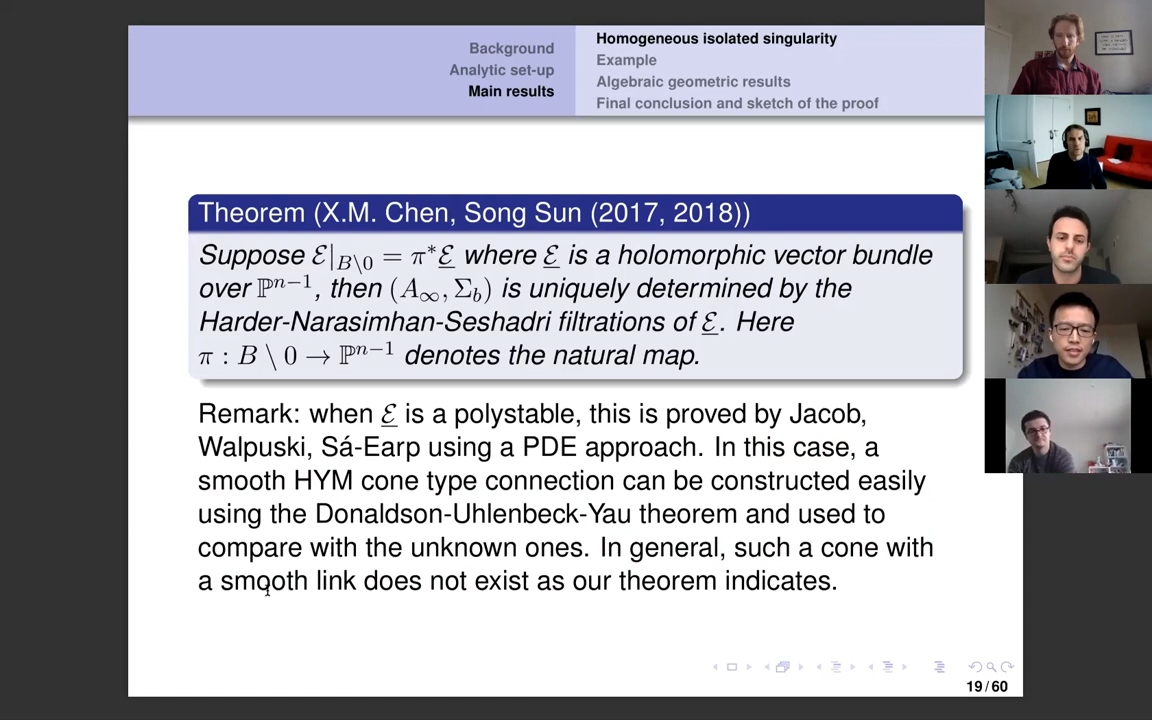 Background
Analytic set-up
Main results
Homogeneous isolated singularity
Example
Algebraic geometric results
Final conclusion and sketch of the proof
Theorem (X.M. Chen, Song Sun (2017, 2018))
Suppose ℰ|_{B\0} = π*ℰ̲ where ℰ̲ is a holomorphic vector bundle
over ℙ^{n−1}, then (A_∞, Σ_b) is uniquely determined by the
Harder-Narasimhan-Seshadri filtrations of ℰ̲. Here
π : B \ 0 → ℙ^{n−1} denotes the natural map.
Remark: when ℰ̲ is a polystable, this is proved by Jacob,
Walpuski, Sá-Earp using a PDE approach. In this case, a
smooth HYM cone type connection can be constructed easily
using the Donaldson-Uhlenbeck-Yau theorem and used to
compare with the unknown ones. In general, such a cone with
a smooth link does not exist as our theorem indicates.
19/60